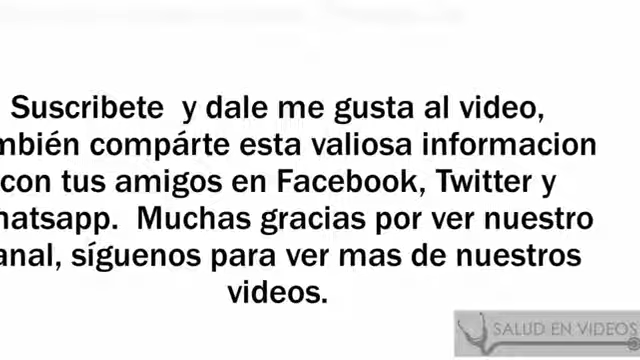 Suscribete y dale me gusta al video,
mbién compárte esta valiosa informacion
con tus amigos en Facebook, Twitter y
hatsapp. Muchas gracias por ver nuestro
anal, síguenos para ver mas de nuestros
videos.
SALUD EN VIDEOS